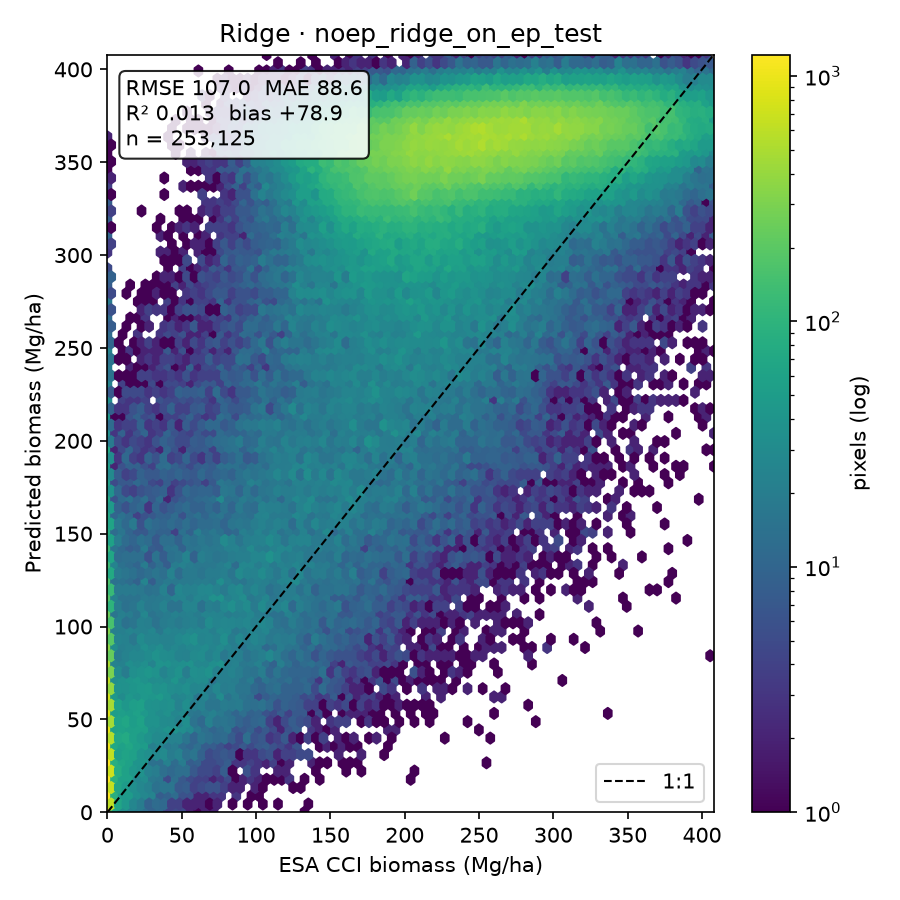 Ridge · noep_ridge_on_ep_test
RMSE 107.0 MAE 88.6
R² 0.013 bias +78.9
n = 253,125
400
350
300
250
200
150
100
50
0
Predicted biomass (Mg/ha)
0 50 100 150 200 250 300 350 400
ESA CCI biomass (Mg/ha)
1:1
10³
10²
10¹
10⁰
pixels (log)